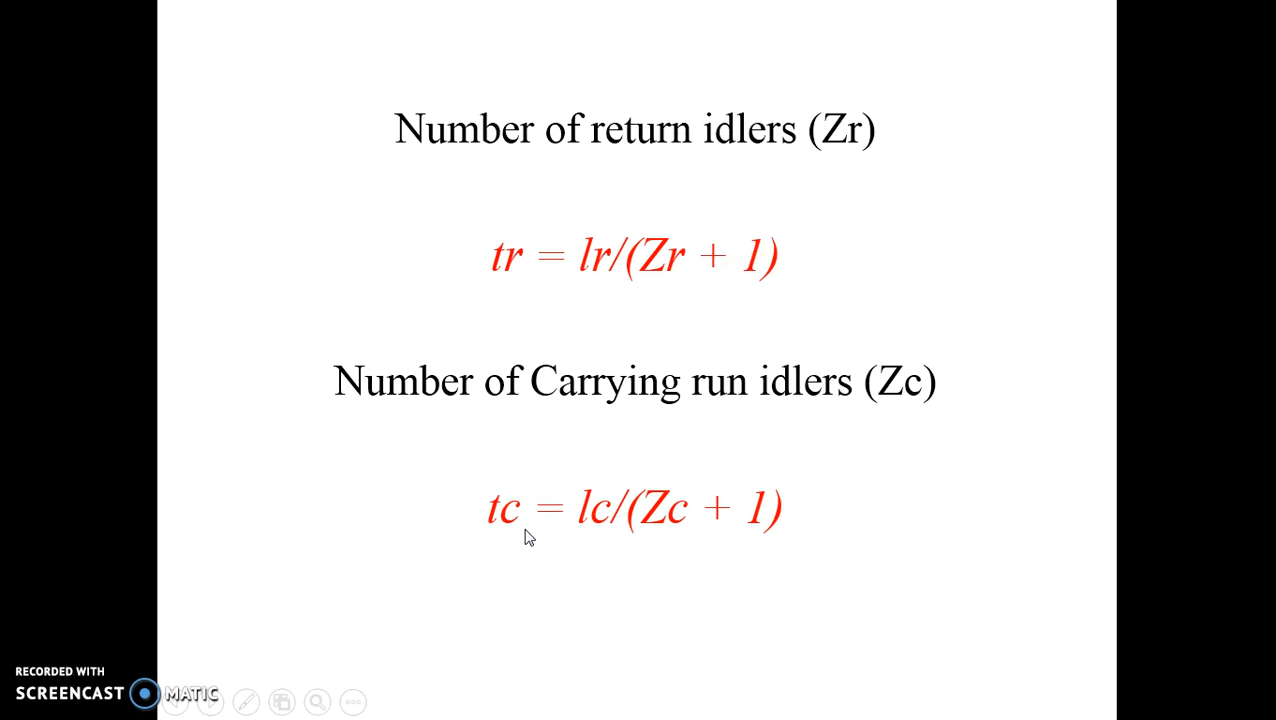 Number of return idlers (Zr)
tr = lr/(Zr + 1)
Number of Carrying run idlers (Zc)
tc = lc/(Zc + 1)
RECORDED WITH
SCREENCAST MATIC